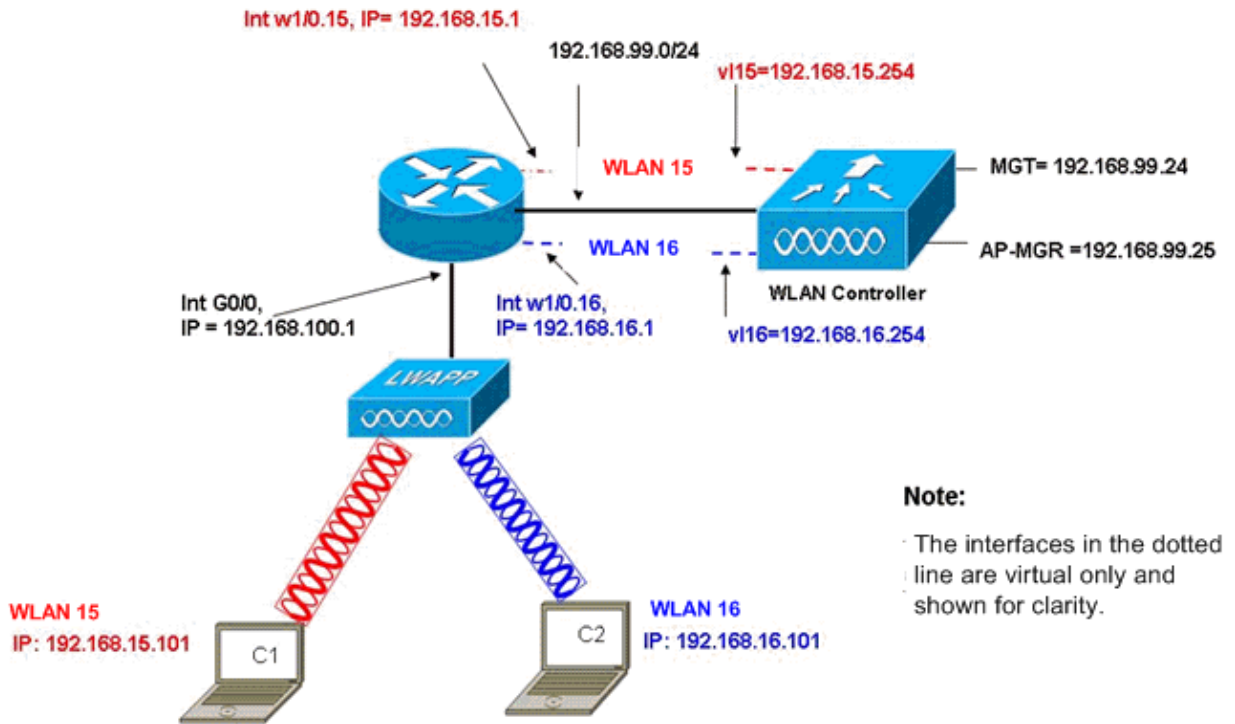 Int w1/0.15, IP= 192.168.15.1
192.168.99.0/24
vl15=192.168.15.254
WLAN 15
MGT= 192.168.99.24
WLAN 16
AP-MGR =192.168.99.25
WLAN Controller
Int G0/0,
IP = 192.168.100.1
Int w1/0.16,
IP= 192.168.16.1
vl16=192.168.16.254
LWAPP
Note:
The interfaces in the dotted
line are virtual only and
shown for clarity.
WLAN 15
IP: 192.168.15.101
C1
C2
WLAN 16
IP: 192.168.16.101